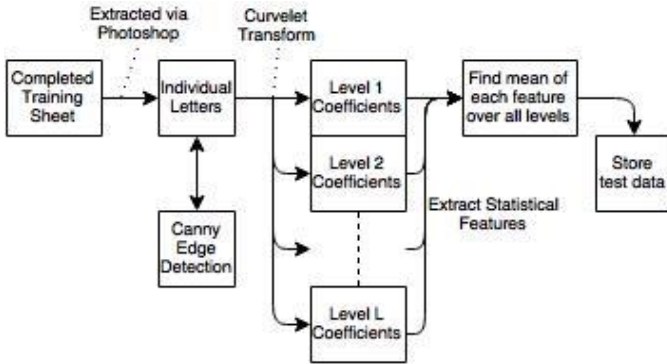 Extracted via
Photoshop
Curvelet
Transform
Completed
Training
Sheet
Individual
Letters
Level 1
Coefficients
Find mean of
each feature
over all levels
Level 2
Coefficients
Store
test data
Canny
Edge
Detection
Extract Statistical
Features
Level L
Coefficients